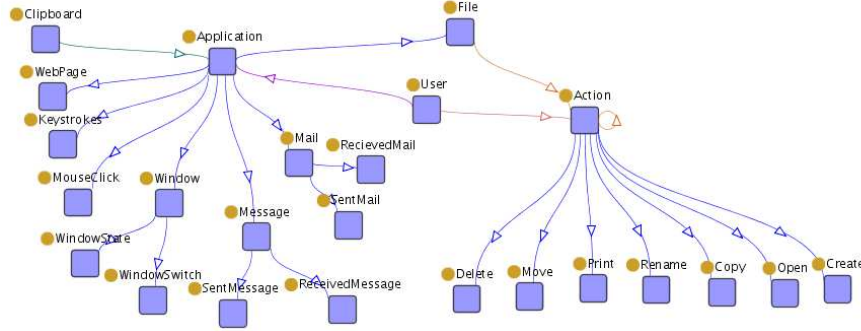 Clipboard
File
Application
WebPage
User
Action
Keystrokes
Mail
RecievedMail
MouseClick
Window
SentMail
Message
WindowState
WindowSwitch
SentMessage
ReceivedMessage
Delete
Move
Print
Rename
Copy
Open
Create